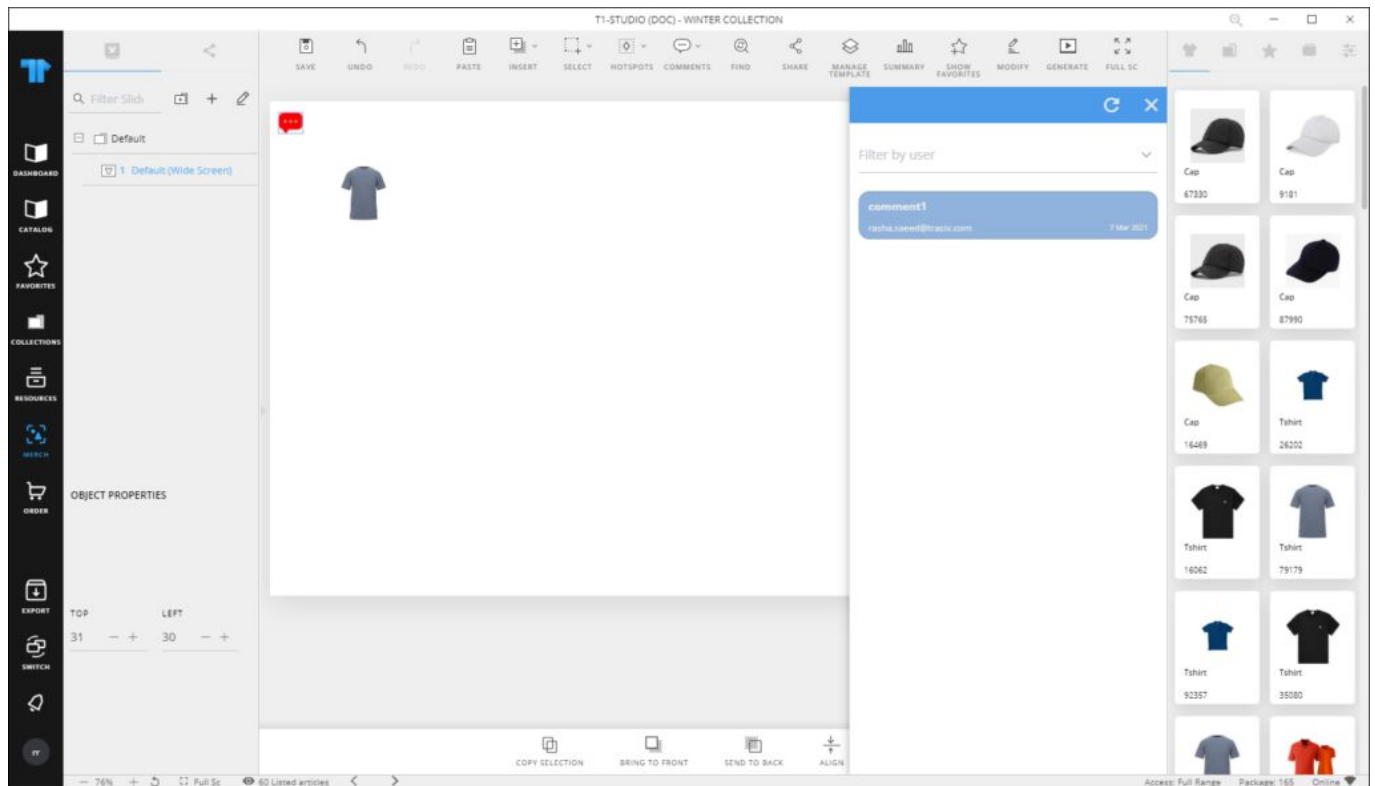 T1-STUDIO (DOC) - WINTER COLLECTION
SAVE UNDO REDO PASTE INSERT SELECT HOTSPOTS COMMENTS FIND SHARE MANAGE TEMPLATE SUMMARY SHOW FAVORITES MODIFY GENERATE FULL SC
DASHBOARD
CATALOG
FAVORITES
COLLECTIONS
RESOURCES
MERCH
ORDER
EXPORT
SWITCH
Filter Slid
Default
1 Default (Wide Screen)
OBJECT PROPERTIES
TOP LEFT
31 − + 30 − +
Filter by user
comment1
rasha.saeed@trasix.com 7 Mar 2021
Cap Cap
67330 9181
Cap Cap
75765 87990
Cap Tshirt
16469 26202
Tshirt Tshirt
16062 79179
Tshirt Tshirt
92357 35080
COPY SELECTION BRING TO FRONT SEND TO BACK ALIGN
− 76% + Full Sc 60 Listed articles
Access: Full Range Package: 165 Online